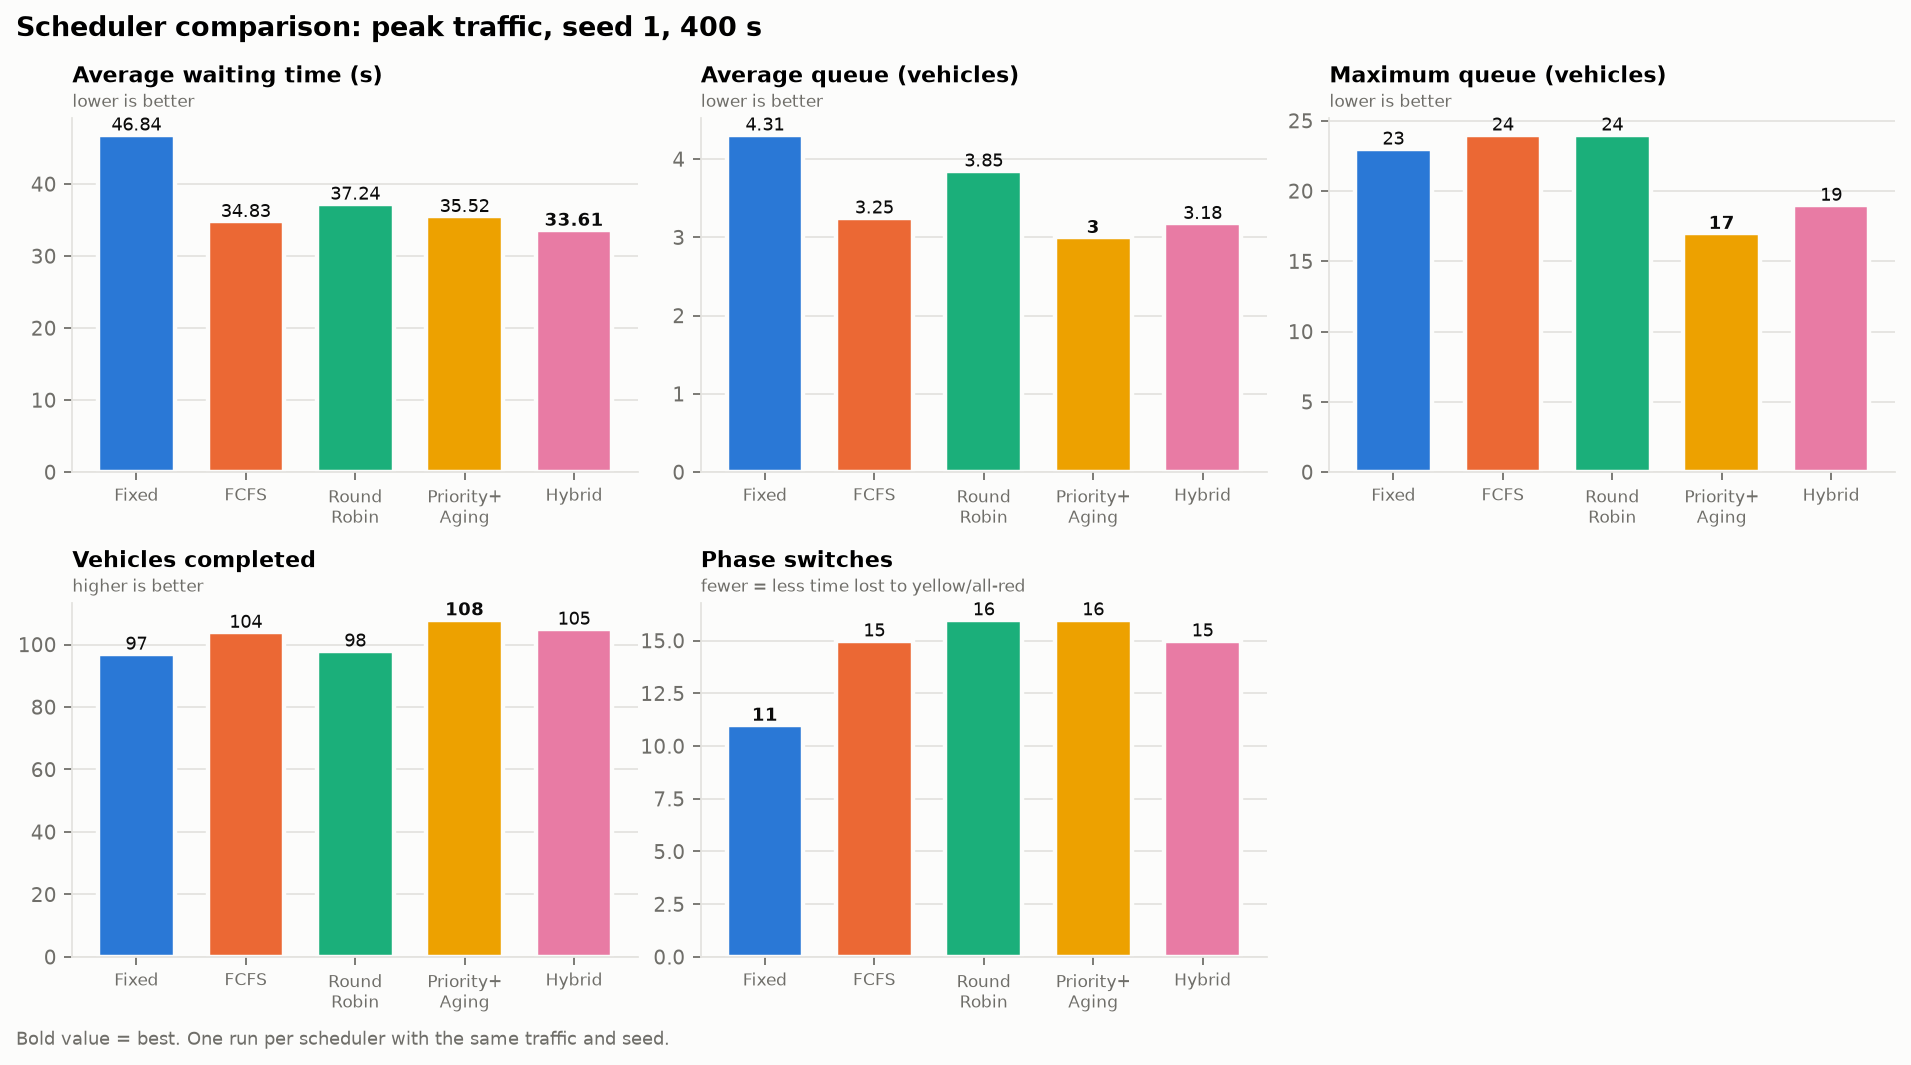 Scheduler comparison: peak traffic, seed 1, 400 s
Average waiting time (s)
lower is better
46.84
34.83
37.24
35.52
33.61
40
30
20
10
0
Fixed
FCFS
Round
Robin
Priority+
Aging
Hybrid
Average queue (vehicles)
lower is better
4.31
3.25
3.85
3
3.18
4
3
2
1
0
Fixed
FCFS
Round
Robin
Priority+
Aging
Hybrid
Maximum queue (vehicles)
lower is better
23
24
24
17
19
25
20
15
10
5
0
Fixed
FCFS
Round
Robin
Priority+
Aging
Hybrid
Vehicles completed
higher is better
97
104
98
108
105
100
80
60
40
20
0
Fixed
FCFS
Round
Robin
Priority+
Aging
Hybrid
Phase switches
fewer = less time lost to yellow/all-red
11
15
16
16
15
15.0
12.5
10.0
7.5
5.0
2.5
0.0
Fixed
FCFS
Round
Robin
Priority+
Aging
Hybrid
Bold value = best. One run per scheduler with the same traffic and seed.